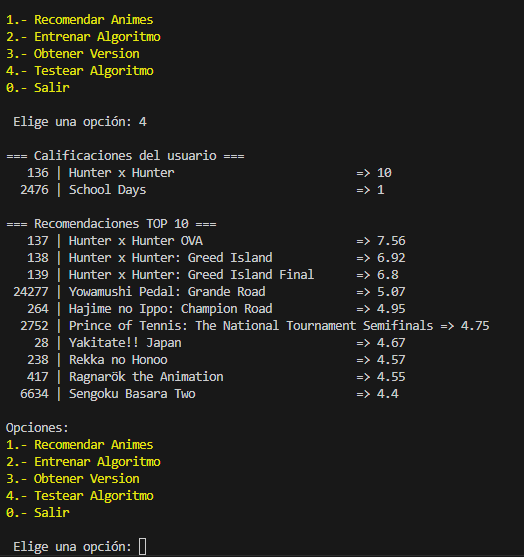 1.- Recomendar Animes
2.- Entrenar Algoritmo
3.- Obtener Version
4.- Testear Algoritmo
0.- Salir
Elige una opción: 4
=== Calificaciones del usuario ===
136 | Hunter x Hunter => 10
2476 | School Days => 1
=== Recomendaciones TOP 10 ===
137 | Hunter x Hunter OVA => 7.56
138 | Hunter x Hunter: Greed Island => 6.92
139 | Hunter x Hunter: Greed Island Final => 6.8
24277 | Yowamushi Pedal: Grande Road => 5.07
264 | Hajime no Ippo: Champion Road => 4.95
2752 | Prince of Tennis: The National Tournament Semifinals => 4.75
28 | Yakitate!! Japan => 4.67
238 | Rekka no Honoo => 4.57
417 | Ragnarök the Animation => 4.55
6634 | Sengoku Basara Two => 4.4
Opciones:
1.- Recomendar Animes
2.- Entrenar Algoritmo
3.- Obtener Version
4.- Testear Algoritmo
0.- Salir
Elige una opción: